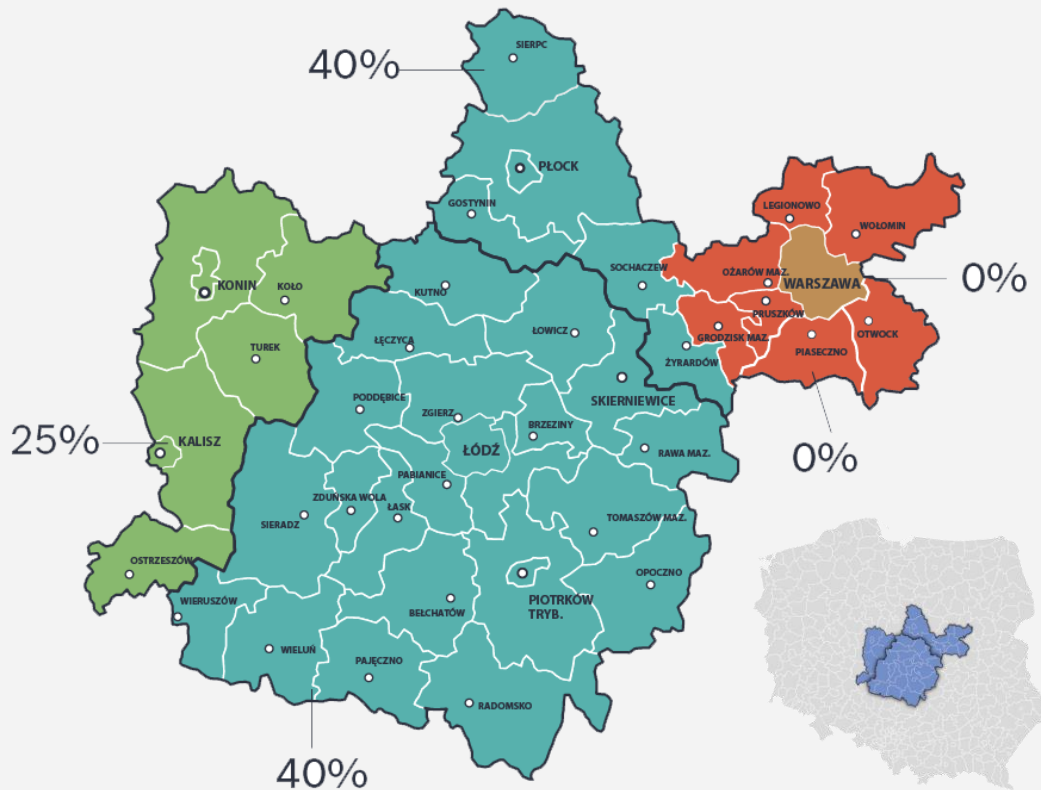 SIERPC
40%
PŁOCK
GOSTYNIN
LEGIONOWO
WOŁOMIN
SOCHACZEW
OŻARÓW MAZ.
WARSZAWA
0%
KONIN
KOŁO
KUTNO
PRUSZKÓW
GRODZISK MAZ.
OTWOCK
ŁOWICZ
ŁĘCZYCA
TUREK
PIASECZNO
ŻYRARDÓW
SKIERNIEWICE
PODDĘBICE
ZGIERZ
BRZEZINY
25%
KALISZ
ŁÓDŹ
RAWA MAZ.
0%
PABIANICE
ZDUŃSKA WOLA
ŁASK
SIERADZ
TOMASZÓW MAZ.
OSTRZESZÓW
OPOCZNO
WIERUSZÓW
BEŁCHATÓW
PIOTRKÓW
TRYB.
WIELUŃ
PAJĘCZNO
RADOMSKO
40%